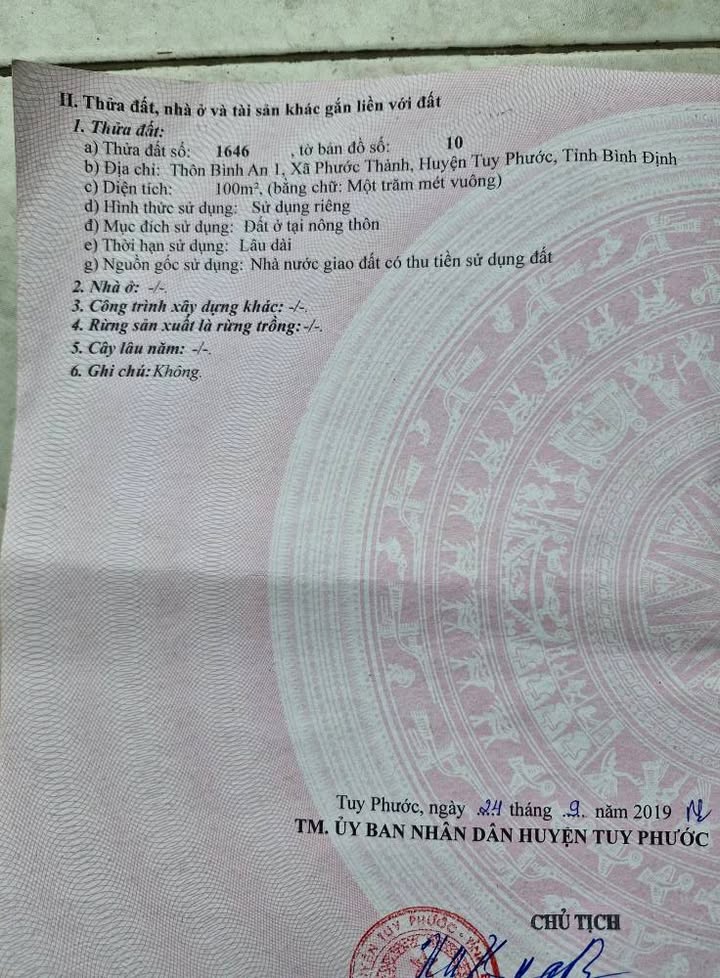 II. Thửa đất, nhà ở và tài sản khác gắn liền với đất
1. Thửa đất:
a) Thửa đất số: 1646 , tờ bản đồ số: 10
b) Địa chỉ: Thôn Bình An 1, Xã Phước Thành, Huyện Tuy Phước, Tỉnh Bình Định
c) Diện tích: 100m², (bằng chữ: Một trăm mét vuông)
d) Hình thức sử dụng: Sử dụng riêng
đ) Mục đích sử dụng: Đất ở tại nông thôn
e) Thời hạn sử dụng: Lâu dài
g) Nguồn gốc sử dụng: Nhà nước giao đất có thu tiền sử dụng đất
2. Nhà ở: -/-.
3. Công trình xây dựng khác: -/-.
4. Rừng sản xuất là rừng trồng: -/-.
5. Cây lâu năm: -/-.
6. Ghi chú: Không.
Tuy Phước, ngày 24 tháng .9. năm 2019
TM. ỦY BAN NHÂN DÂN HUYỆN TUY PHƯỚC
CHỦ TỊCH
TUY PHƯỚC